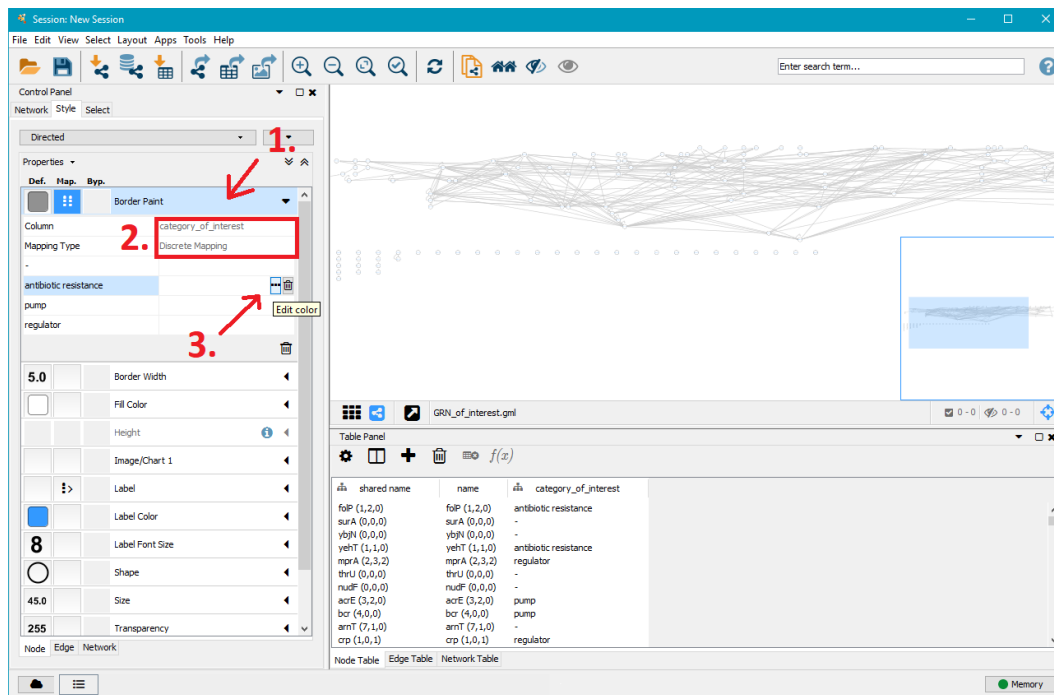 Session: New Session
File Edit View Select Layout Apps Tools Help
Enter search term...
Control Panel
Network Style Select
Directed
1.
Properties
Def. Map. Byp.
Border Paint
Column category_of_interest
2.
Mapping Type Discrete Mapping
-
antibiotic resistance
pump
Edit color
regulator
3.
5.0 Border Width
Fill Color
Height
Image/Chart 1
Label
Label Color
8 Label Font Size
Shape
45.0 Size
255 Transparency
Node Edge Network
GRN_of_interest.gml
0 - 0 0 - 0
Table Panel
f(x)
shared name name category_of_interest
folP (1,2,0) folP (1,2,0) antibiotic resistance
surA (0,0,0) surA (0,0,0) -
ybjN (0,0,0) ybjN (0,0,0) -
yehT (1,1,0) yehT (1,1,0) antibiotic resistance
mprA (2,3,2) mprA (2,3,2) regulator
thrU (0,0,0) thrU (0,0,0) -
nudF (0,0,0) nudF (0,0,0) -
acrE (3,2,0) acrE (3,2,0) pump
bcr (4,0,0) bcr (4,0,0) pump
arnT (7,1,0) arnT (7,1,0) -
crp (1,0,1) crp (1,0,1) regulator
Node Table Edge Table Network Table
Memory